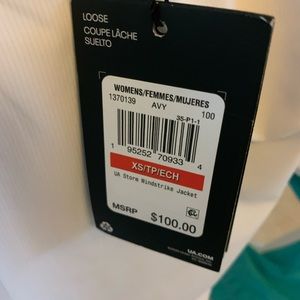 LOOSE
COUPE LÂCHE
SUELTO
WOMENS/FEMMES/MUJERES
1370139 AVY 100
3S-P1-1
1 95252 70933 4
XS/TP/ECH
UA Storm Windstrike Jacket
MSRP $100.00
UA.COM